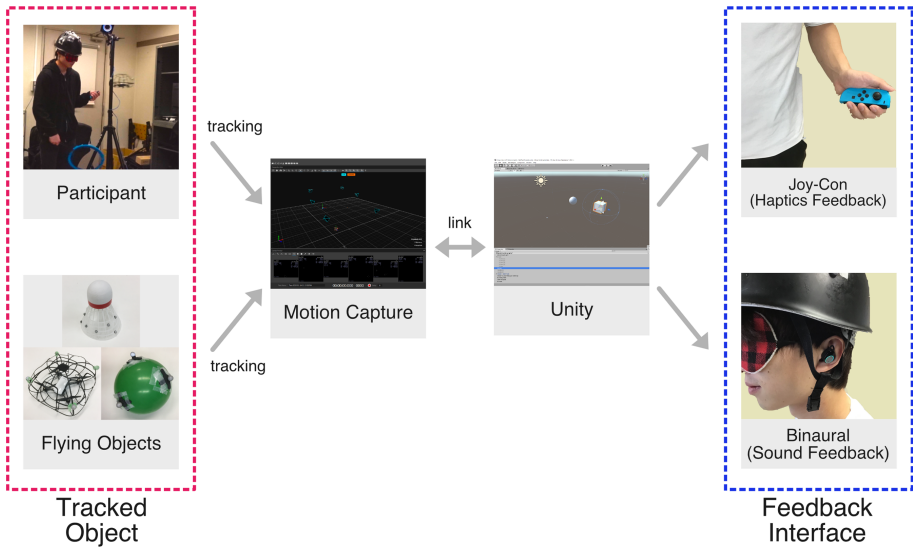 Participant
Flying Objects
Tracked
Object
tracking
tracking
Motion Capture
link
Unity
Joy-Con
(Haptics Feedback)
Binaural
(Sound Feedback)
Feedback
Interface